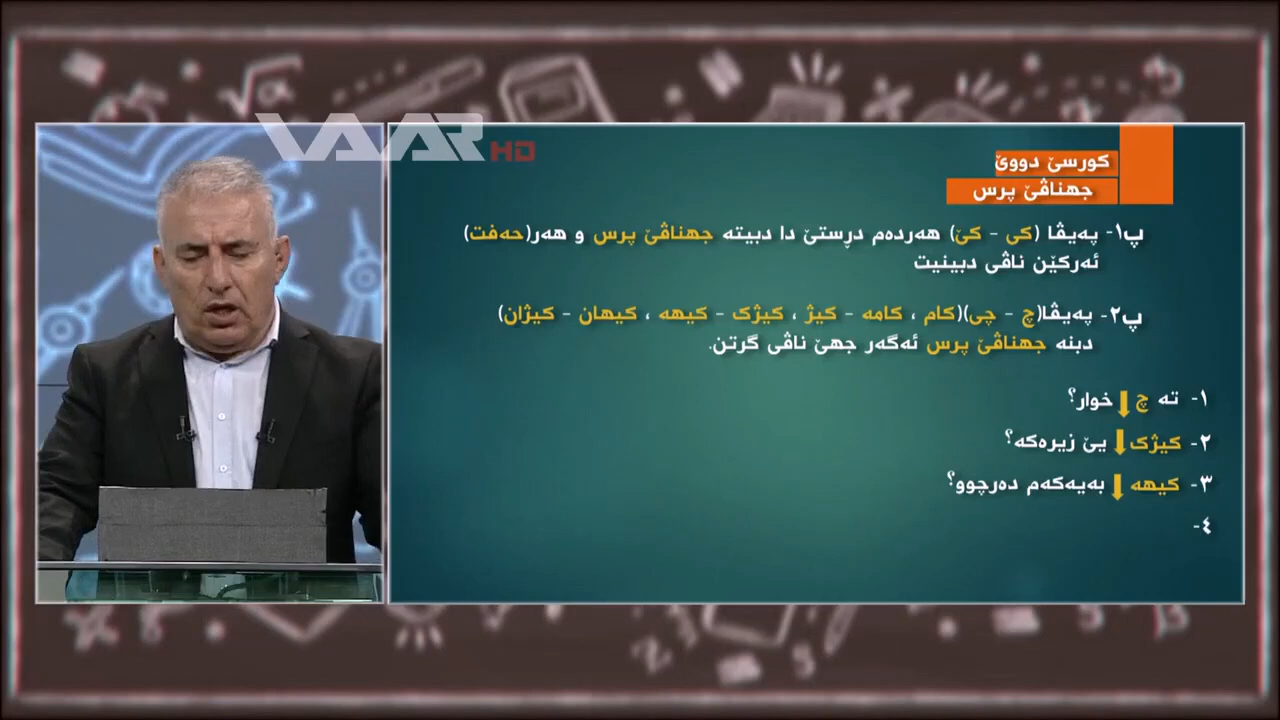 VAAR HD
کورسێ دووێ
جهناڤێ پرس
پ١- پەیڤا (کی - کێ) هەردەم درستێ دا دبیتە جهناڤێ پرس و هەر(حەفت)
ئەرکێن ناڤی دبینیت
پ٢- پەیڤا(چ - چی)(کام ، کامە - کیژ ، کیژک - کیهە ، کیهان - کیژان)
دبنە جهناڤێ پرس ئەگەر جهێ ناڤی گرتن.
١- تە چ خوار؟
٢- کیژک یێ زیرەکە؟
٣- کیهە بەیەکەم دەرچوو؟
٤-